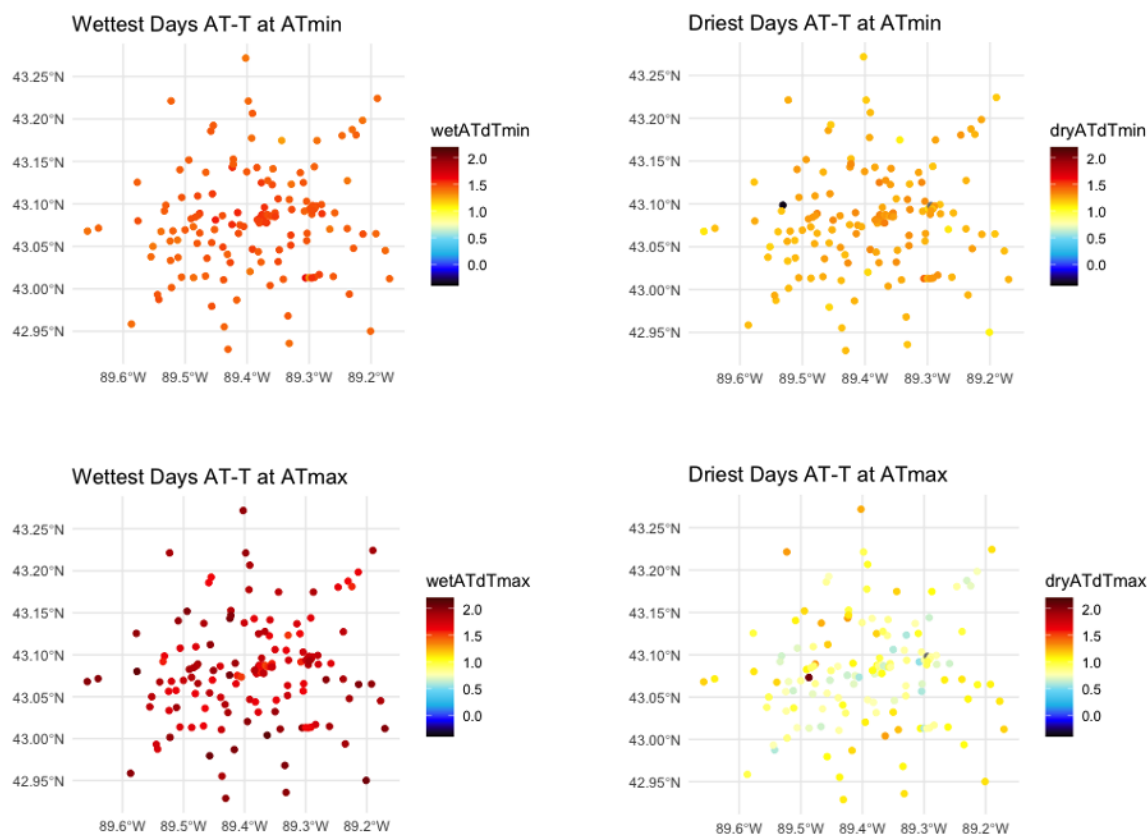 Wettest Days AT-T at ATmin
43.25°N
43.20°N
43.15°N
43.10°N
43.05°N
43.00°N
42.95°N
89.6°W 89.5°W 89.4°W 89.3°W 89.2°W
wetATdTmin
2.0
1.5
1.0
0.5
0.0
Driest Days AT-T at ATmin
43.25°N
43.20°N
43.15°N
43.10°N
43.05°N
43.00°N
42.95°N
89.6°W 89.5°W 89.4°W 89.3°W 89.2°W
dryATdTmin
2.0
1.5
1.0
0.5
0.0
Wettest Days AT-T at ATmax
43.25°N
43.20°N
43.15°N
43.10°N
43.05°N
43.00°N
42.95°N
89.6°W 89.5°W 89.4°W 89.3°W 89.2°W
wetATdTmax
2.0
1.5
1.0
0.5
0.0
Driest Days AT-T at ATmax
43.25°N
43.20°N
43.15°N
43.10°N
43.05°N
43.00°N
42.95°N
89.6°W 89.5°W 89.4°W 89.3°W 89.2°W
dryATdTmax
2.0
1.5
1.0
0.5
0.0